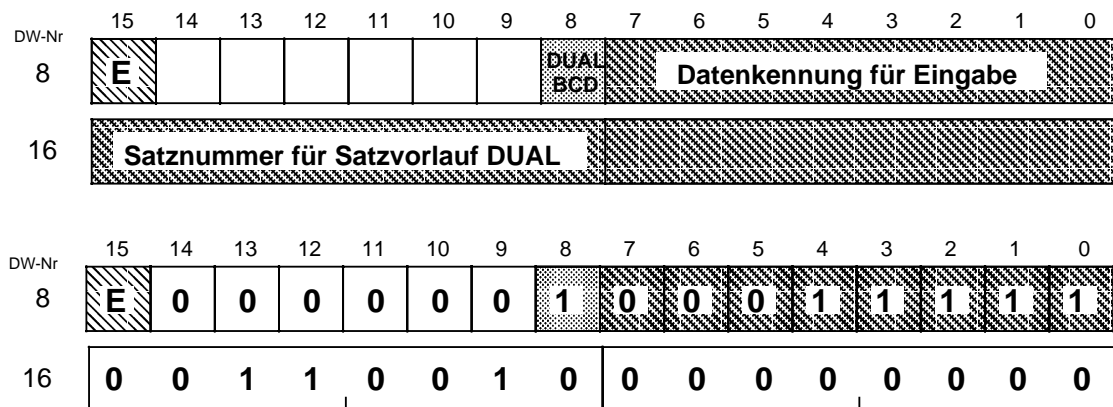 15 14 13 12 11 10 9 8 7 6 5 4 3 2 1 0
DW-Nr
8 E DUAL BCD Datenkennung für Eingabe
16 Satznummer für Satzvorlauf DUAL
15 14 13 12 11 10 9 8 7 6 5 4 3 2 1 0
DW-Nr
8 E 0 0 0 0 0 0 1 0 0 0 1 1 1 1 1
16 0 0 1 1 0 0 1 0 0 0 0 0 0 0 0 0